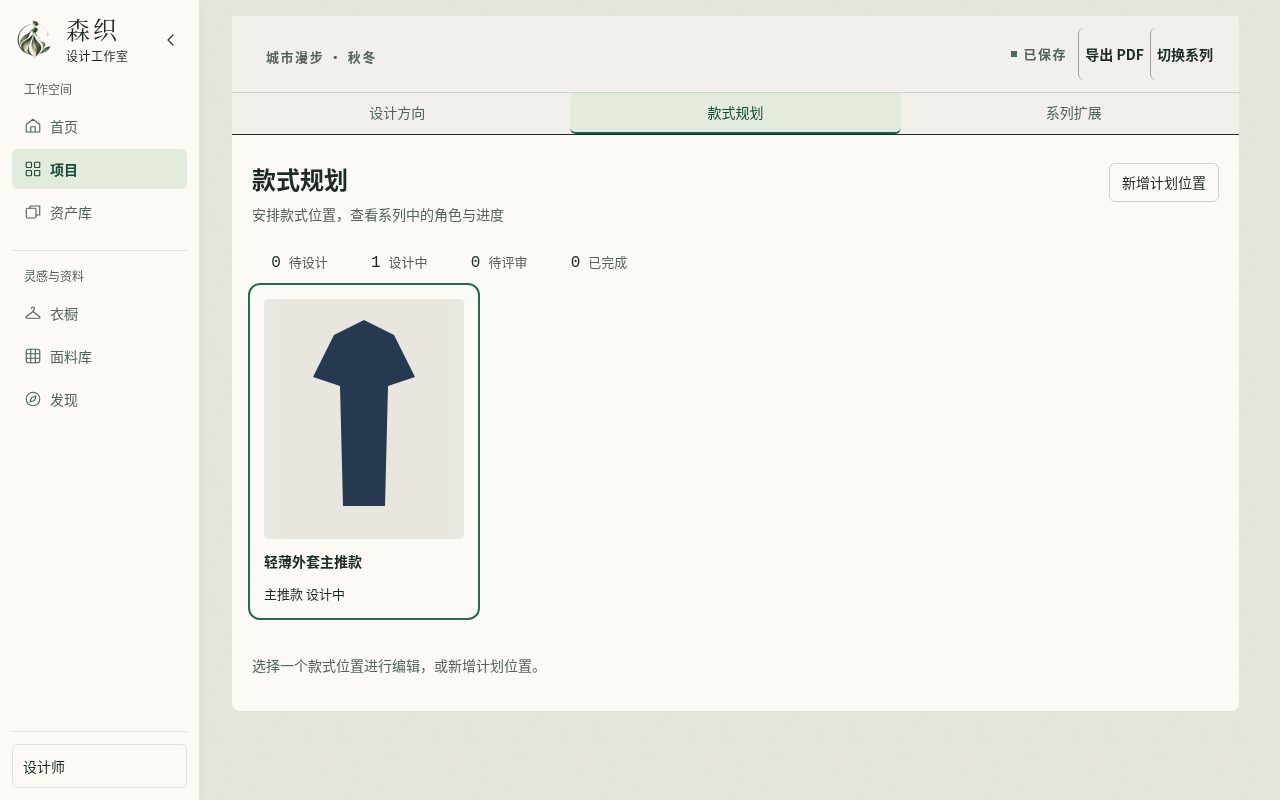 森织
设计工作室
工作空间
首页
项目
资产库
灵感与资料
衣橱
面料库
发现
设计师
城市漫步 · 秋冬
已保存
导出 PDF
切换系列
设计方向
款式规划
系列扩展
款式规划
新增计划位置
安排款式位置，查看系列中的角色与进度
0 待设计 1 设计中 0 待评审 0 已完成
轻薄外套主推款
主推款 设计中
选择一个款式位置进行编辑，或新增计划位置。